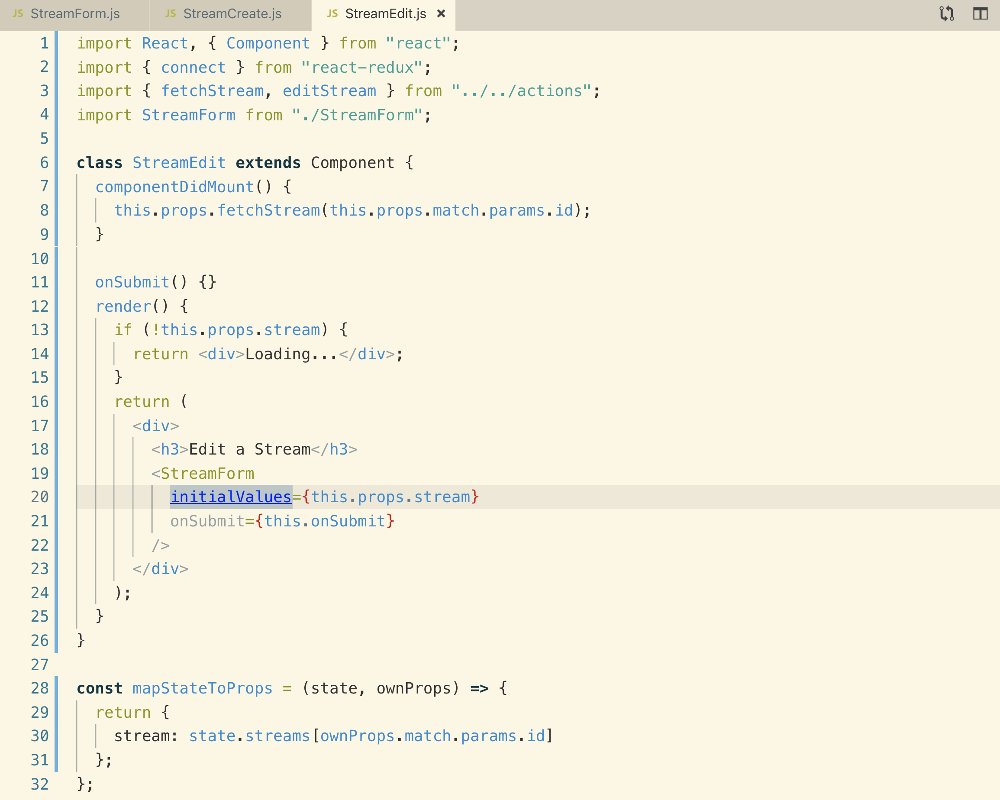 JS StreamForm.js JS StreamCreate.js JS StreamEdit.js ×
1 import React, { Component } from "react";
2 import { connect } from "react-redux";
3 import { fetchStream, editStream } from "../../actions";
4 import StreamForm from "./StreamForm";
5
6 class StreamEdit extends Component {
7   componentDidMount() {
8     this.props.fetchStream(this.props.match.params.id);
9   }
10
11   onSubmit() {}
12   render() {
13     if (!this.props.stream) {
14       return <div>Loading...</div>;
15     }
16     return (
17       <div>
18         <h3>Edit a Stream</h3>
19         <StreamForm
20           initialValues={this.props.stream}
21           onSubmit={this.onSubmit}
22         />
23       </div>
24     );
25   }
26 }
27
28 const mapStateToProps = (state, ownProps) => {
29   return {
30     stream: state.streams[ownProps.match.params.id]
31   };
32 };